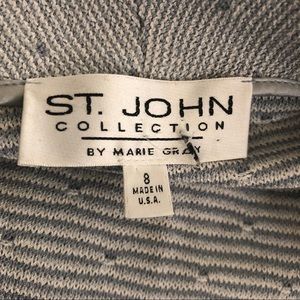 ST. JOHN
COLLECTION
BY MARIE GRAY
8
MADE IN
U.S.A.